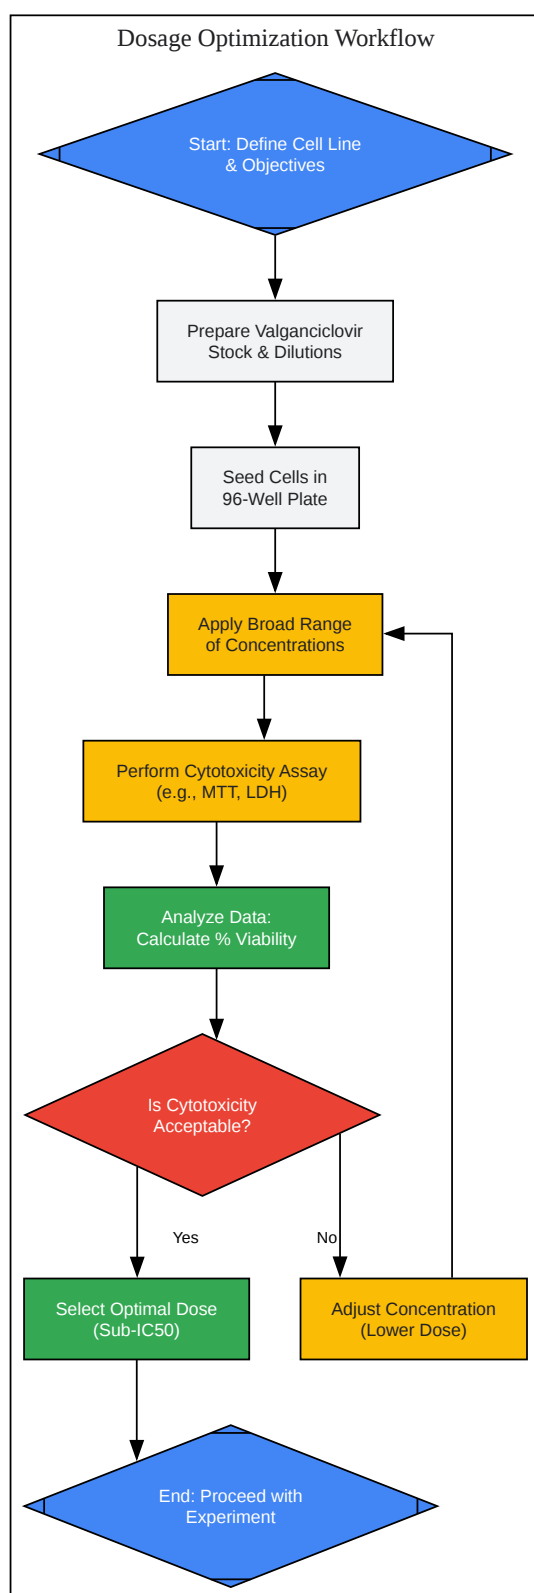 Dosage Optimization Workflow
Start: Define Cell Line
& Objectives
Prepare Valganciclovir
Stock & Dilutions
Seed Cells in
96-Well Plate
Apply Broad Range
of Concentrations
Perform Cytotoxicity Assay
(e.g., MTT, LDH)
Analyze Data:
Calculate % Viability
Is Cytotoxicity
Acceptable?
Yes
No
Select Optimal Dose
(Sub-IC50)
Adjust Concentration
(Lower Dose)
End: Proceed with
Experiment